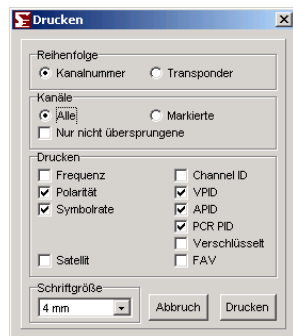 Drucken
Reihenfolge
Kanalnummer Transponder
Kanäle
Alle Markierte
Nur nicht übersprungene
Drucken
Frequenz Channel ID
Polarität VPID
Symbolrate APID
PCR PID
Verschlüsselt
Satellit FAV
Schriftgröße
4 mm Abbruch Drucken